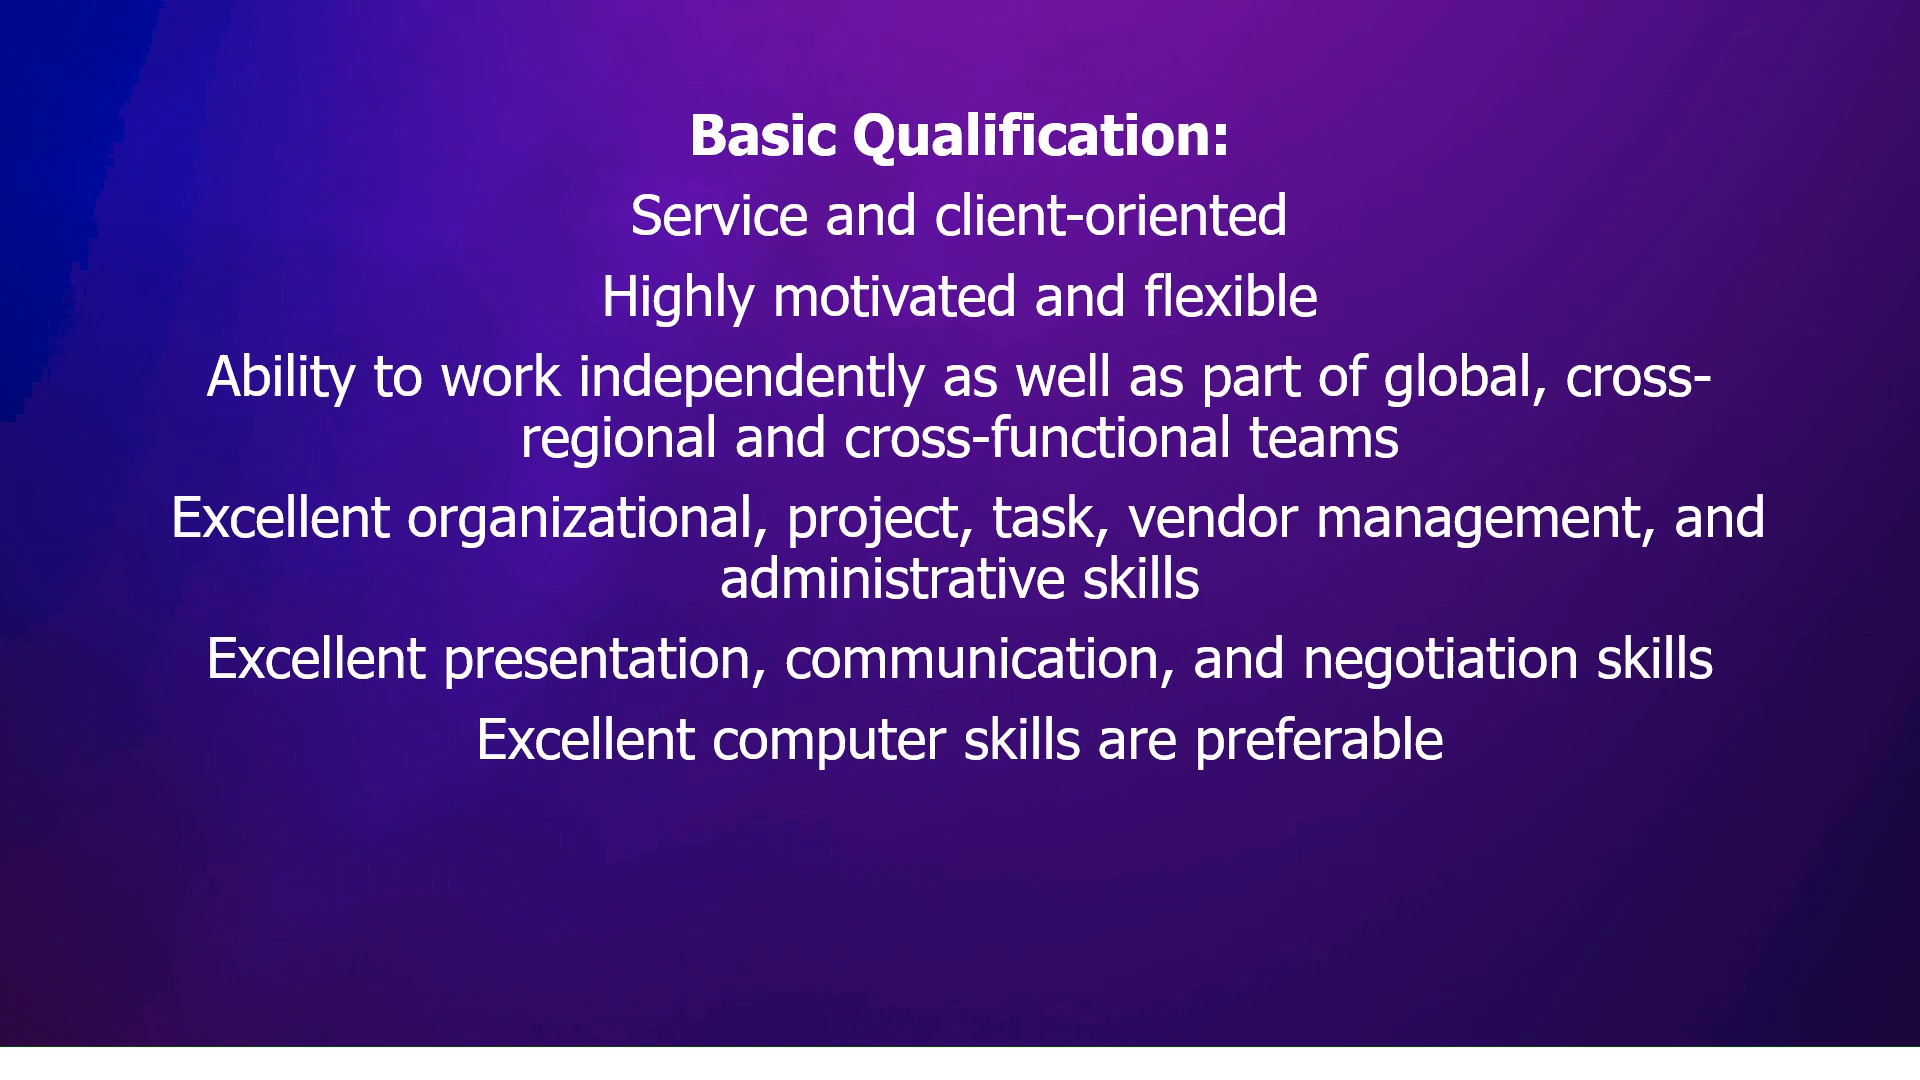 Basic Qualification:
Service and client-oriented
Highly motivated and flexible
Ability to work independently as well as part of global, cross-
regional and cross-functional teams
Excellent organizational, project, task, vendor management, and
administrative skills
Excellent presentation, communication, and negotiation skills
Excellent computer skills are preferable